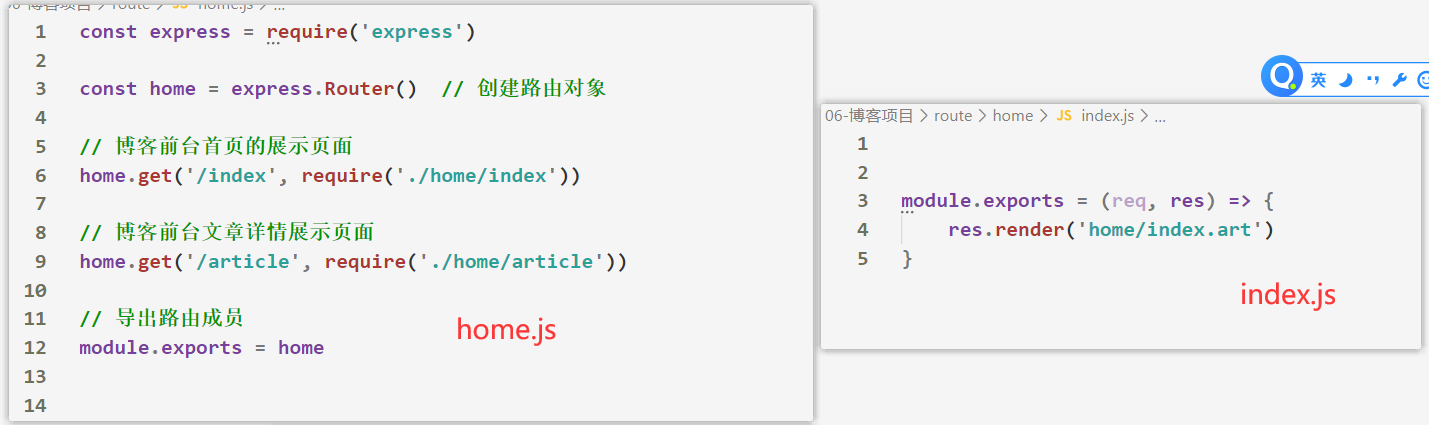 06-博客项目 > route > JS home.js > ...
1 const express = require('express')
2
3 const home = express.Router() // 创建路由对象
4
5 // 博客前台首页的展示页面
6 home.get('/index', require('./home/index'))
7
8 // 博客前台文章详情展示页面
9 home.get('/article', require('./home/article'))
10
11 // 导出路由成员
12 module.exports = home
13
14
home.js
英
06-博客项目 > route > home > JS index.js > ...
1
2
3 module.exports = (req, res) => {
4 res.render('home/index.art')
5 }
index.js